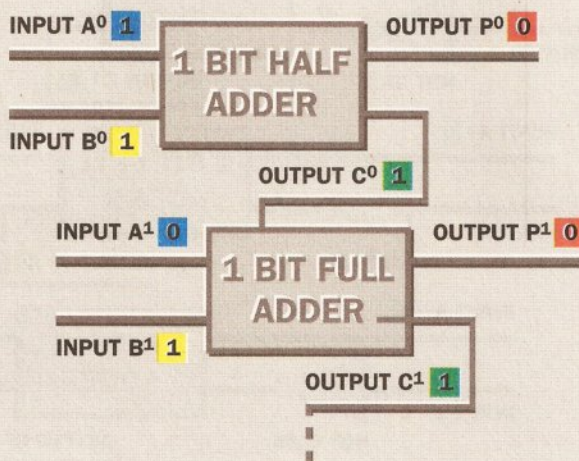 INPUT A⁰ 1
OUTPUT P⁰ 0
1 BIT HALF
ADDER
INPUT B⁰ 1
OUTPUT C⁰ 1
INPUT A¹ 0
OUTPUT P¹ 0
1 BIT FULL
ADDER
INPUT B¹ 1
OUTPUT C¹ 1